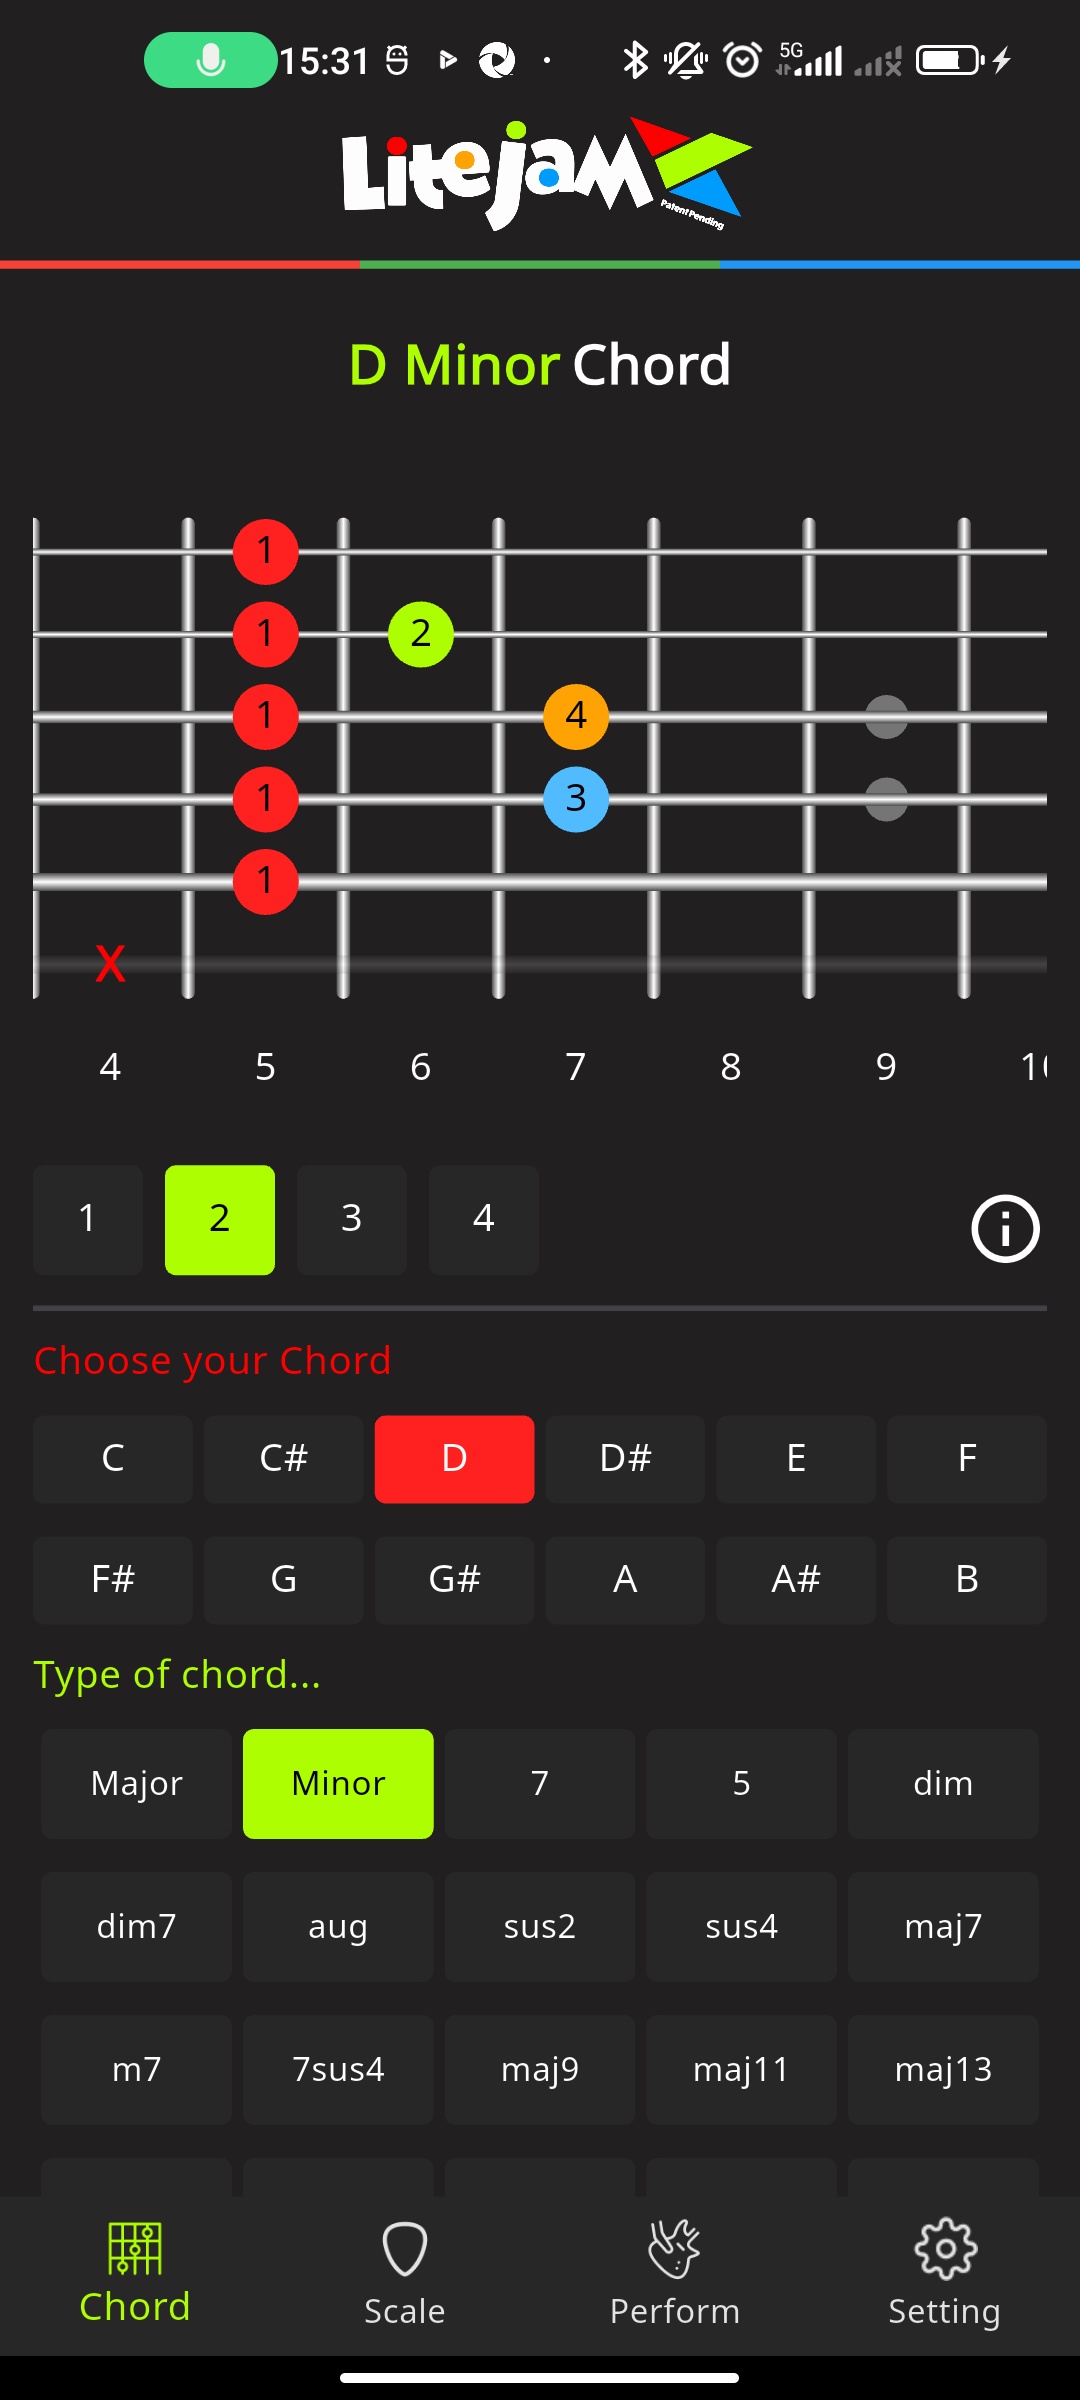 15:31
5G
Litejam
Patent Pending
D Minor Chord
1
1 2
1 4
1 3
1
X
4 5 6 7 8 9 10
1 2 3 4
Choose your Chord
C C# D D# E F
F# G G# A A# B
Type of chord...
Major Minor 7 5 dim
dim7 aug sus2 sus4 maj7
m7 7sus4 maj9 maj11 maj13
Chord Scale Perform Setting